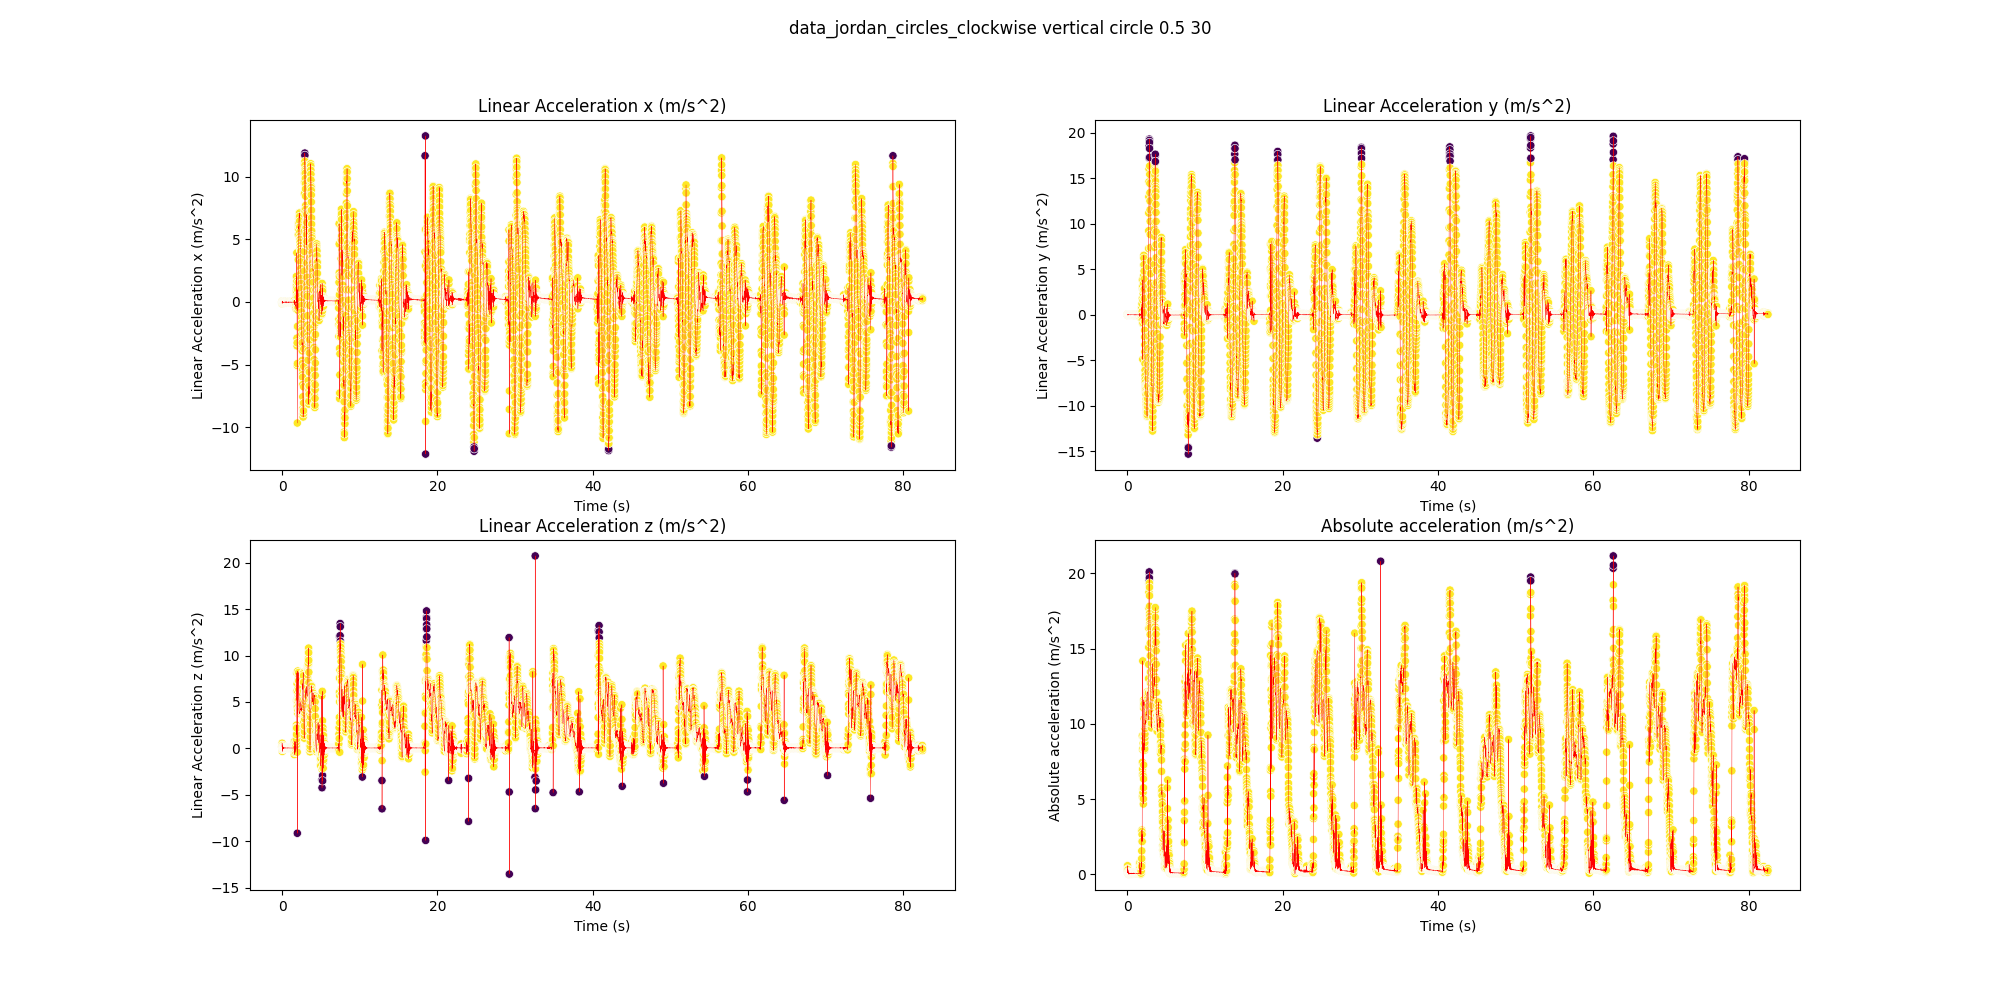 data_jordan_circles_clockwise vertical circle 0.5 30
Linear Acceleration x (m/s^2)
Linear Acceleration x (m/s^2)
10
5
0
−5
−10
0 20 40 60 80
Time (s)
Linear Acceleration y (m/s^2)
Linear Acceleration y (m/s^2)
20
15
10
5
0
−5
−10
−15
0 20 40 60 80
Time (s)
Linear Acceleration z (m/s^2)
Linear Acceleration z (m/s^2)
20
15
10
5
0
−5
−10
−15
0 20 40 60 80
Time (s)
Absolute acceleration (m/s^2)
Absolute acceleration (m/s^2)
20
15
10
5
0
0 20 40 60 80
Time (s)